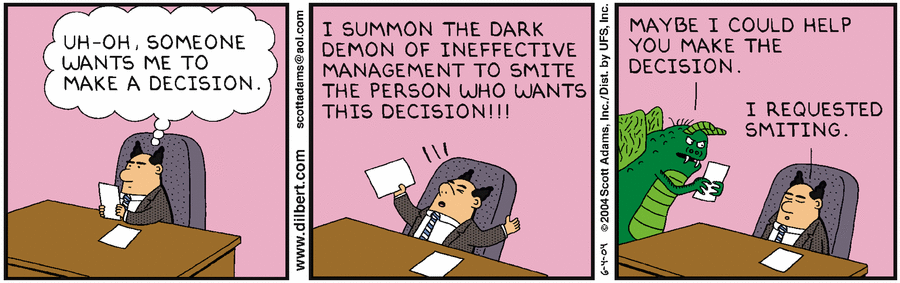 UH-OH, SOMEONE
WANTS ME TO
MAKE A DECISION.
www.dilbert.com
scottadams@aol.com
I SUMMON THE DARK
DEMON OF INEFFECTIVE
MANAGEMENT TO SMITE
THE PERSON WHO WANTS
THIS DECISION!!!
!!!
6-4-04 © 2004 Scott Adams, Inc./Dist. by UFS, Inc.
MAYBE I COULD HELP
YOU MAKE THE
DECISION.
I REQUESTED
SMITING.